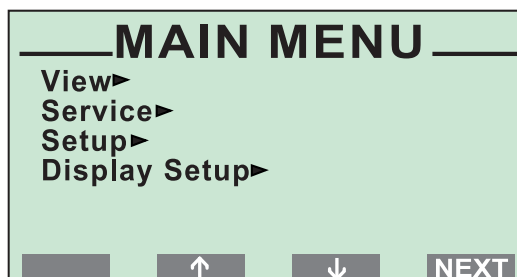 MAIN MENU
View►
Service►
Setup►
Display Setup►
↑ ↓ NEXT